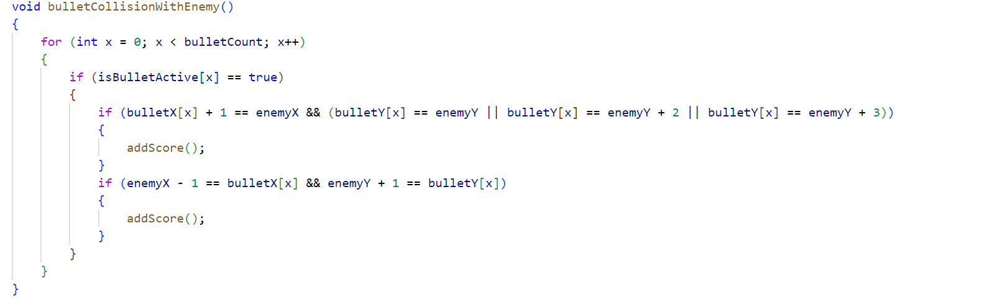 void bulletCollisionWithEnemy()
{
    for (int x = 0; x < bulletCount; x++)
    {
        if (isBulletActive[x] == true)
        {
            if (bulletX[x] + 1 == enemyX && (bulletY[x] == enemyY || bulletY[x] == enemyY + 2 || bulletY[x] == enemyY + 3))
            {
                addScore();
            }
            if (enemyX - 1 == bulletX[x] && enemyY + 1 == bulletY[x])
            {
                addScore();
            }
        }
    }
}